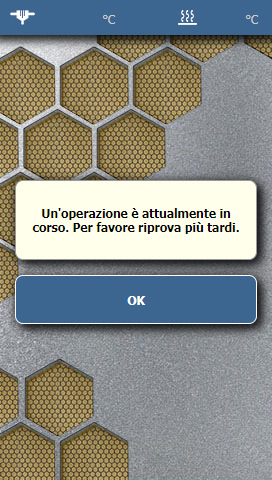 °C °C
Un'operazione è attualmente in
corso. Per favore riprova più tardi.
OK